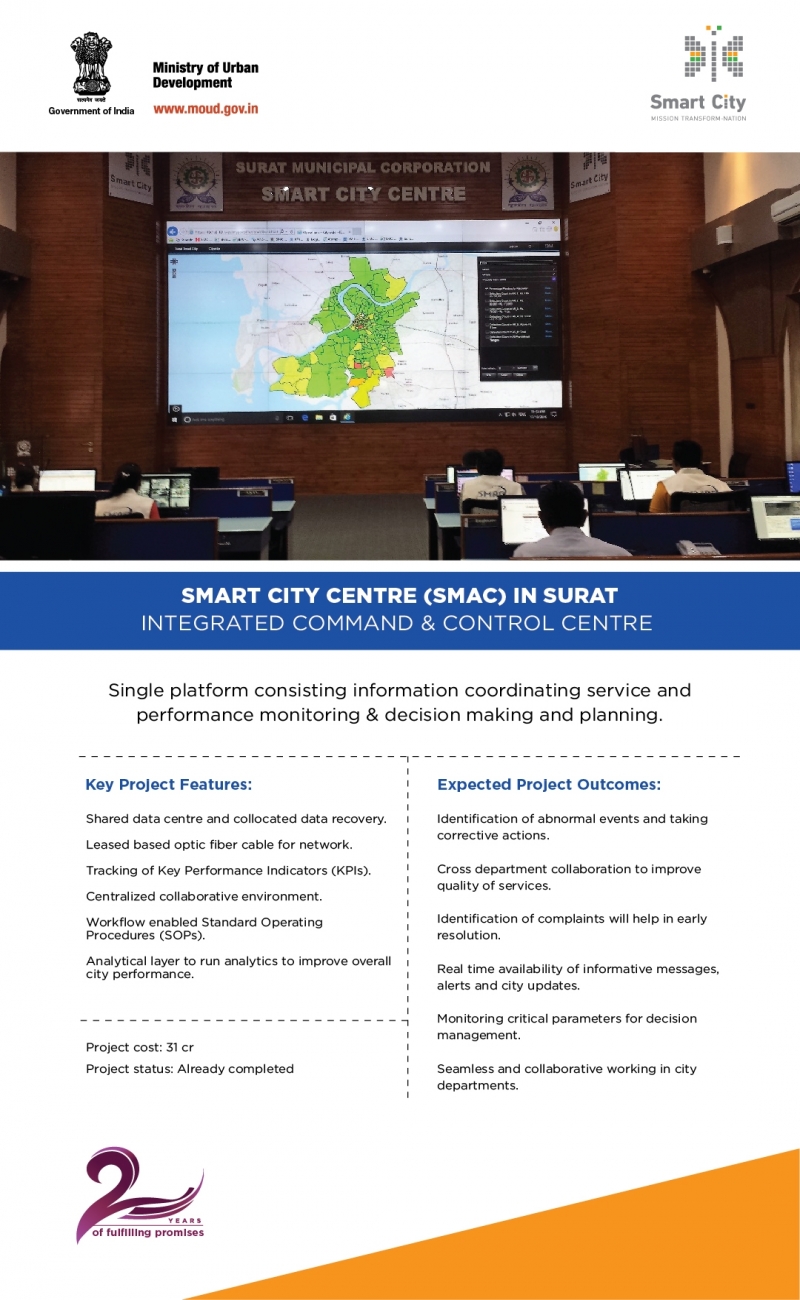 सत्यमेव जयते
Government of India
Ministry of Urban
Development
www.moud.gov.in
Smart City
MISSION TRANSFORM-NATION
Smart City
SURAT MUNICIPAL CORPORATION
SMART CITY CENTRE
Smart City
SMART CITY CENTRE (SMAC) IN SURAT
INTEGRATED COMMAND & CONTROL CENTRE
Single platform consisting information coordinating service and
performance monitoring & decision making and planning.
Key Project Features:
Shared data centre and collocated data recovery.
Leased based optic fiber cable for network.
Tracking of Key Performance Indicators (KPIs).
Centralized collaborative environment.
Workflow enabled Standard Operating
Procedures (SOPs).
Analytical layer to run analytics to improve overall
city performance.
Project cost: 31 cr
Project status: Already completed
Expected Project Outcomes:
Identification of abnormal events and taking
corrective actions.
Cross department collaboration to improve
quality of services.
Identification of complaints will help in early
resolution.
Real time availability of informative messages,
alerts and city updates.
Monitoring critical parameters for decision
management.
Seamless and collaborative working in city
departments.
2
YEARS
of fulfilling promises